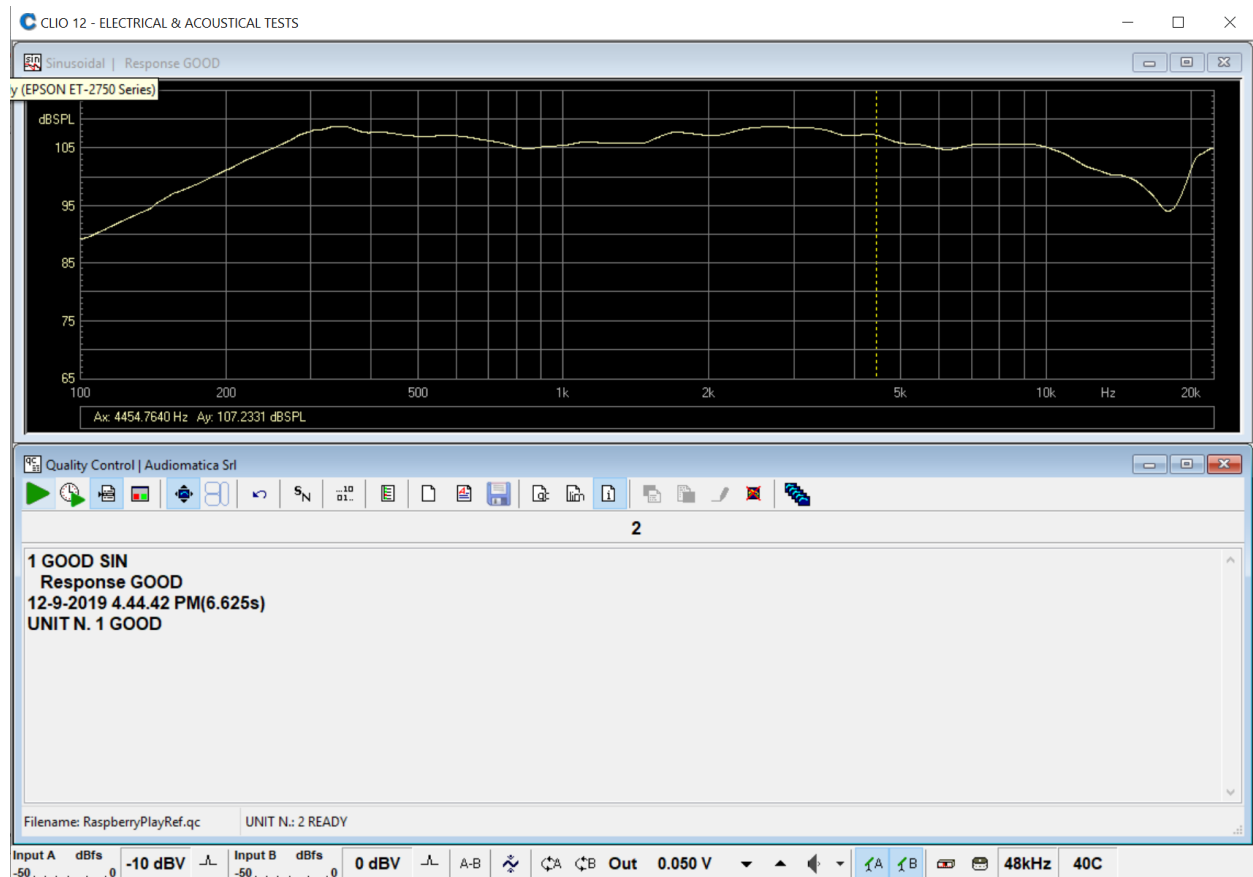 CLIO 12 - ELECTRICAL & ACOUSTICAL TESTS
Sinusoidal | Response GOOD
y (EPSON ET-2750 Series)
dBSPL
105
95
85
75
65
100 200 500 1k 2k 5k 10k Hz 20k
Ax: 4454.7640 Hz Ay: 107.2331 dBSPL
Quality Control | Audiomatica Srl
2
1 GOOD SIN
Response GOOD
12-9-2019 4.44.42 PM(6.625s)
UNIT N. 1 GOOD
Filename: RaspberryPlayRef.qc UNIT N.: 2 READY
Input A dBfs -10 dBV Input B dBfs 0 dBV A-B A B Out 0.050 V A B 48kHz 40C
-50 0 -50 0